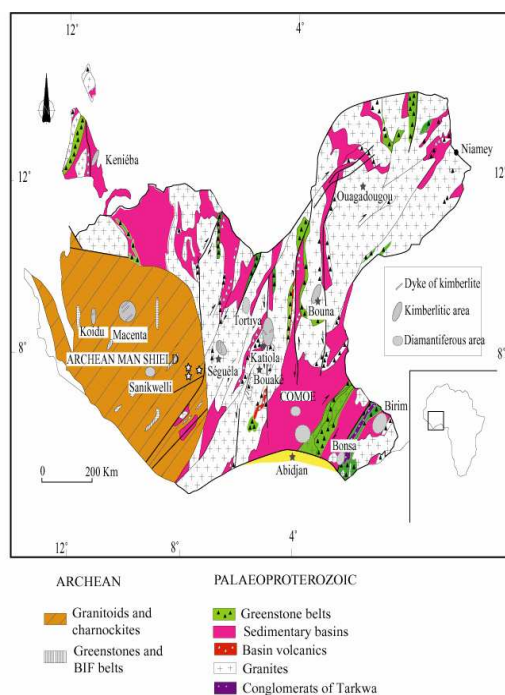 12°
4°
Keniéba
Niamey
12°
12°
Ouagadougou
Dyke of kimberlite
Kimberlitic area
Diamantiferous area
Bouna
Tortiya
Koidu
Macenta
8°
8°
ARCHEAN MAN SHIELD
Séguéla
Katiola
Bouaké
Sanikwelli
COMOE
Birim
Bonsa
0 200 Km
Abidjan
12°
8°
4°
ARCHEAN
PALAEOPROTEROZOIC
Granitoids and
charnockites
Greenstones and
BIF belts
Greenstone belts
Sedimentary basins
Basin volcanics
Granites
Conglomerats of Tarkwa